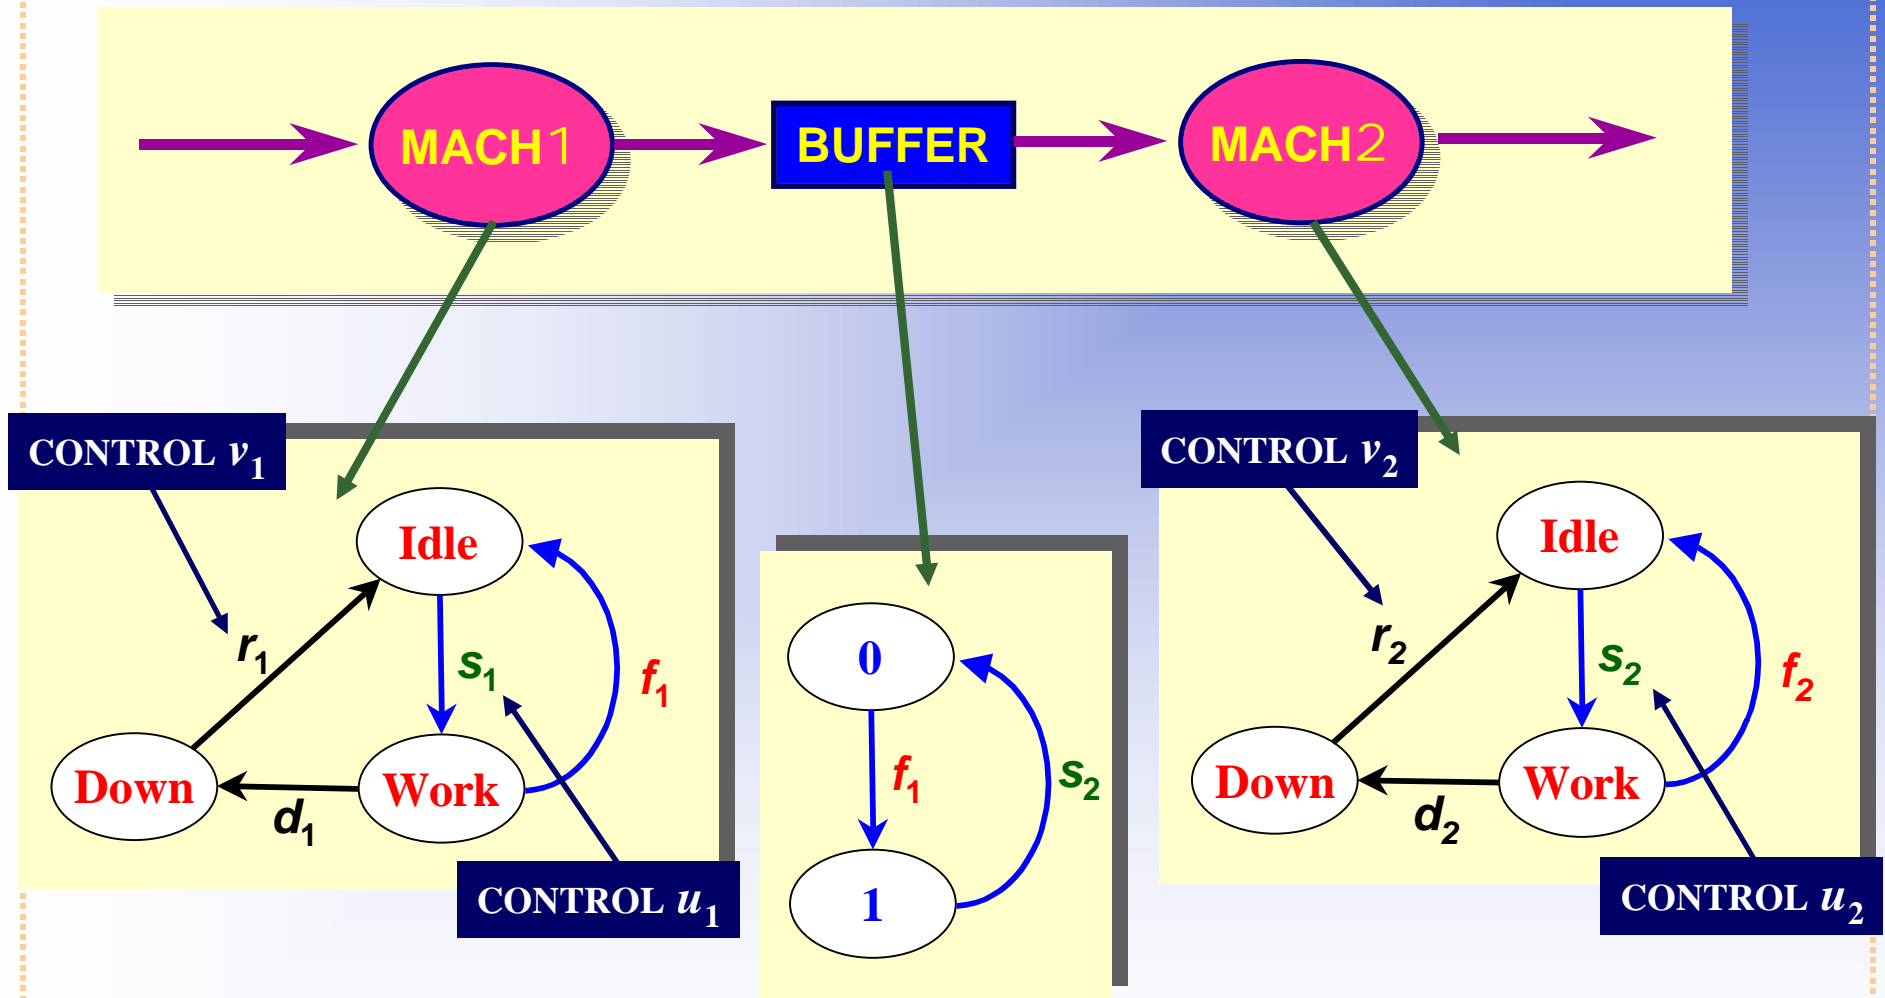 MACH1 BUFFER MACH2
CONTROL v1
Idle
r1
s1
f1
Down
Work
d1
CONTROL u1
0
f1
s2
1
CONTROL v2
Idle
r2
s2
f2
Down
Work
d2
CONTROL u2